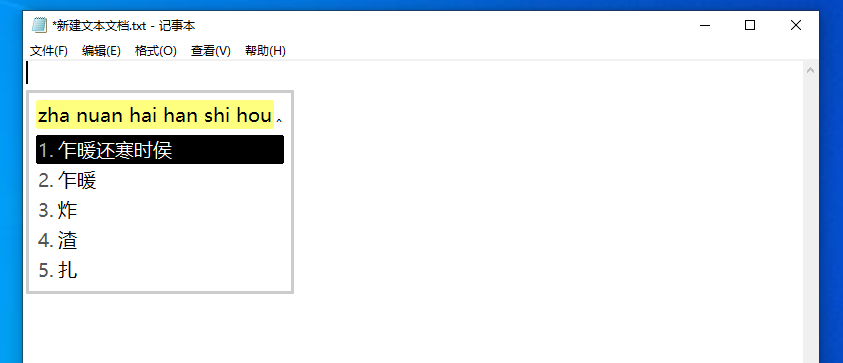 *新建文本文档.txt - 记事本
文件(F) 编辑(E) 格式(O) 查看(V) 帮助(H)
zha nuan hai han shi hou
1. 乍暖还寒时侯
2. 乍暖
3. 炸
4. 渣
5. 扎